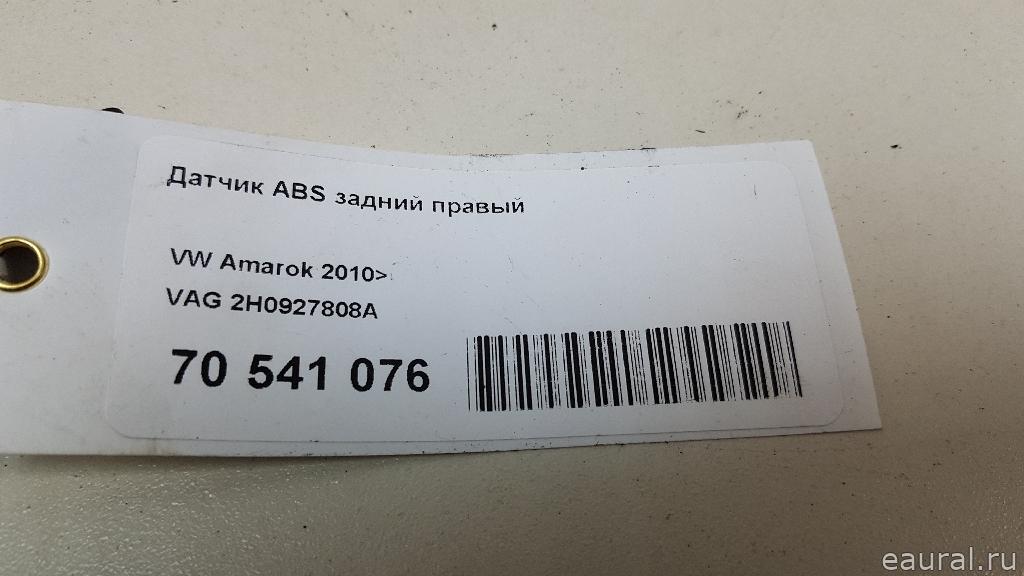 Датчик ABS задний правый
VW Amarok 2010>
VAG 2H0927808A
70 541 076
eaural.ru